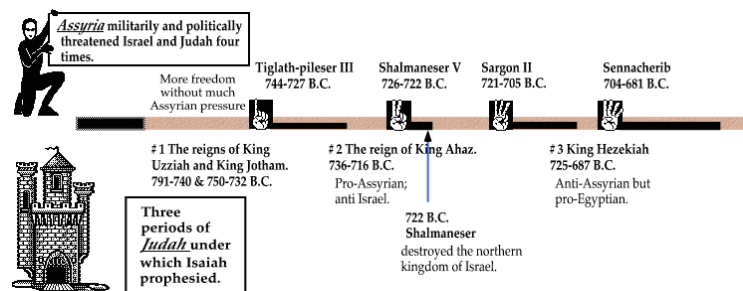 Assyria militarily and politically
threatened Israel and Judah four
times.
More freedom
without much
Assyrian pressure
Tiglath-pileser III
744-727 B.C.
Shalmaneser V
726-722 B.C.
Sargon II
721-705 B.C.
Sennacherib
704-681 B.C.
# 1 The reigns of King
Uzziah and King Jotham.
791-740 & 750-732 B.C.
# 2 The reign of King Ahaz.
736-716 B.C.
Pro-Assyrian;
anti Israel.
# 3 King Hezekiah
725-687 B.C.
Anti-Assyrian but
pro-Egyptian.
Three
periods of
Judah under
which Isaiah
prophesied.
722 B.C.
Shalmaneser
destroyed the northern
kingdom of Israel.